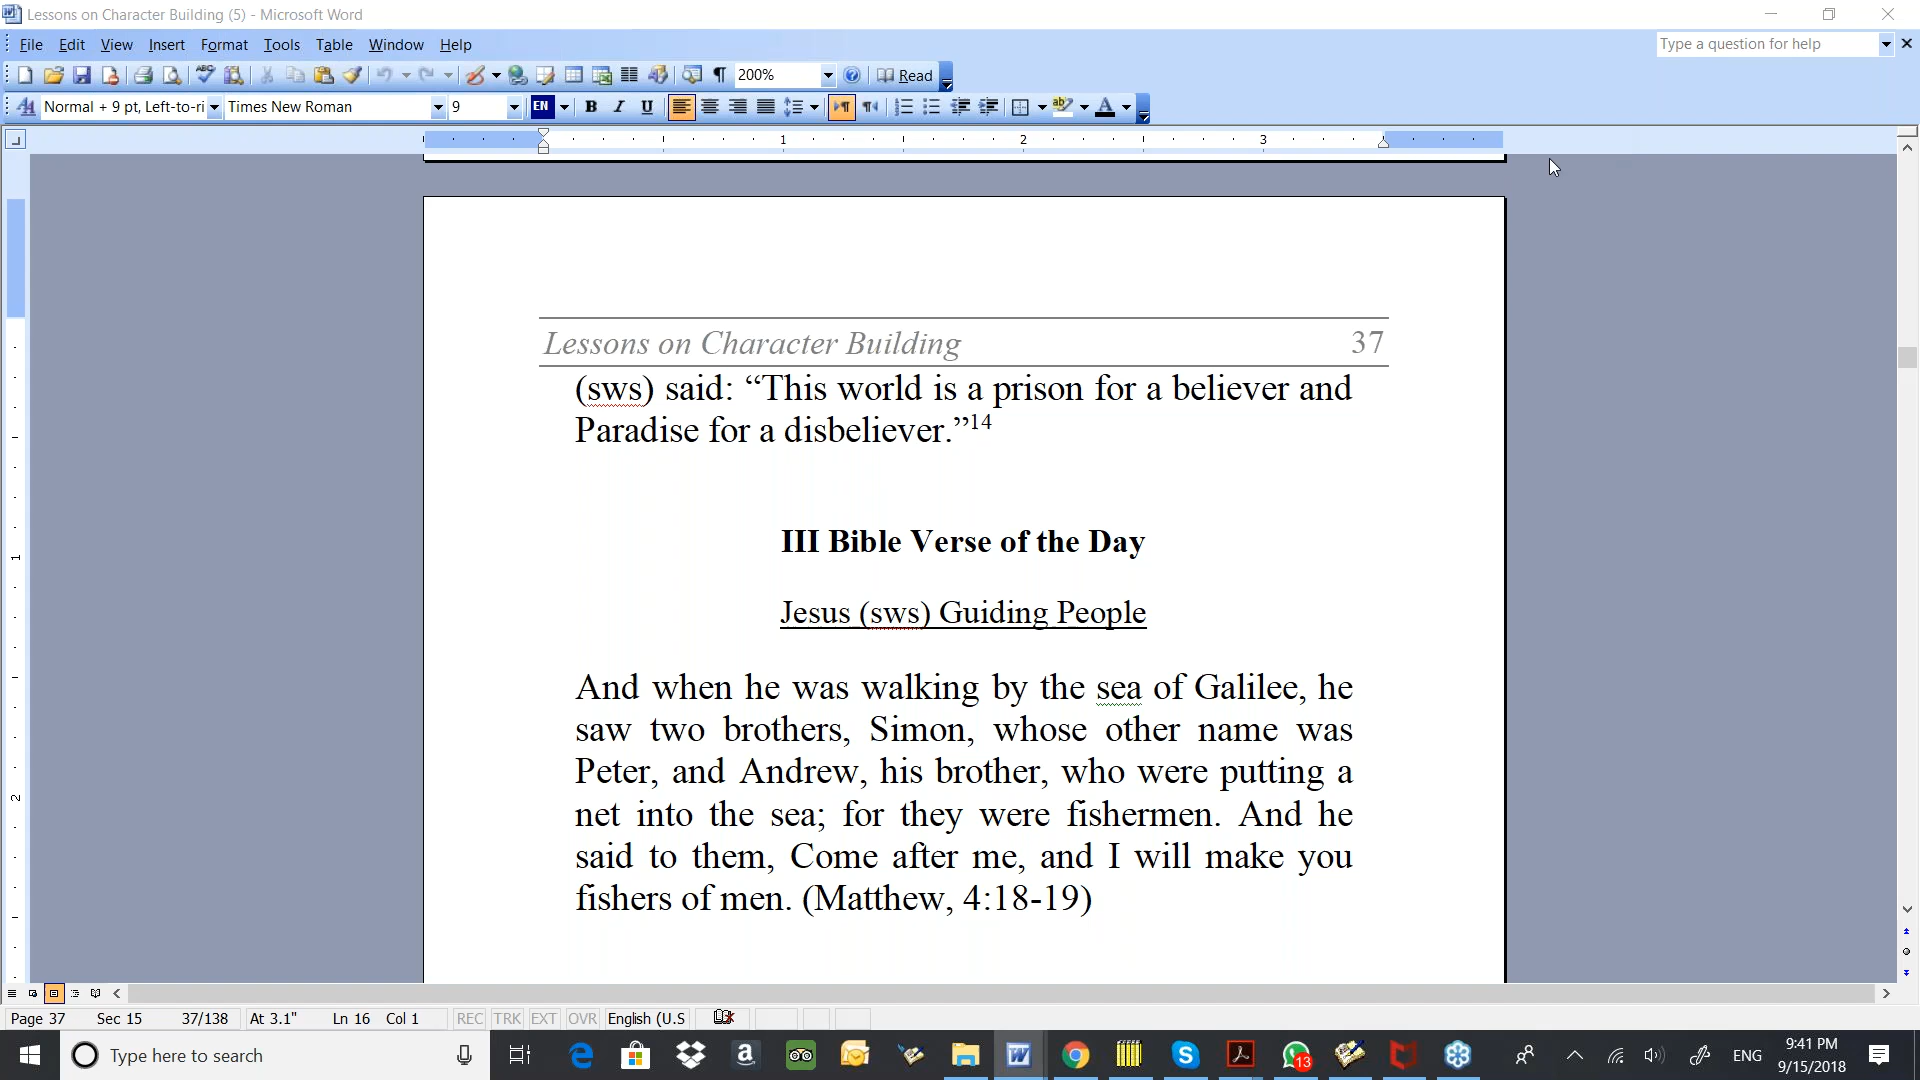 Lessons on Character Building (5) - Microsoft Word
File Edit View Insert Format Tools Table Window Help
Type a question for help
200%
Read
Normal + 9 pt, Left-to-ri
Times New Roman
9
EN
B I U
1 2 3
Lessons on Character Building 37
(sws) said: “This world is a prison for a believer and
Paradise for a disbeliever.”14
III Bible Verse of the Day
Jesus (sws) Guiding People
And when he was walking by the sea of Galilee, he
saw two brothers, Simon, whose other name was
Peter, and Andrew, his brother, who were putting a
net into the sea; for they were fishermen. And he
said to them, Come after me, and I will make you
fishers of men. (Matthew, 4:18-19)
1
2
Page 37 Sec 15 37/138 At 3.1" Ln 16 Col 1 REC TRK EXT OVR English (U.S
Type here to search
13
ENG
9:41 PM
9/15/2018